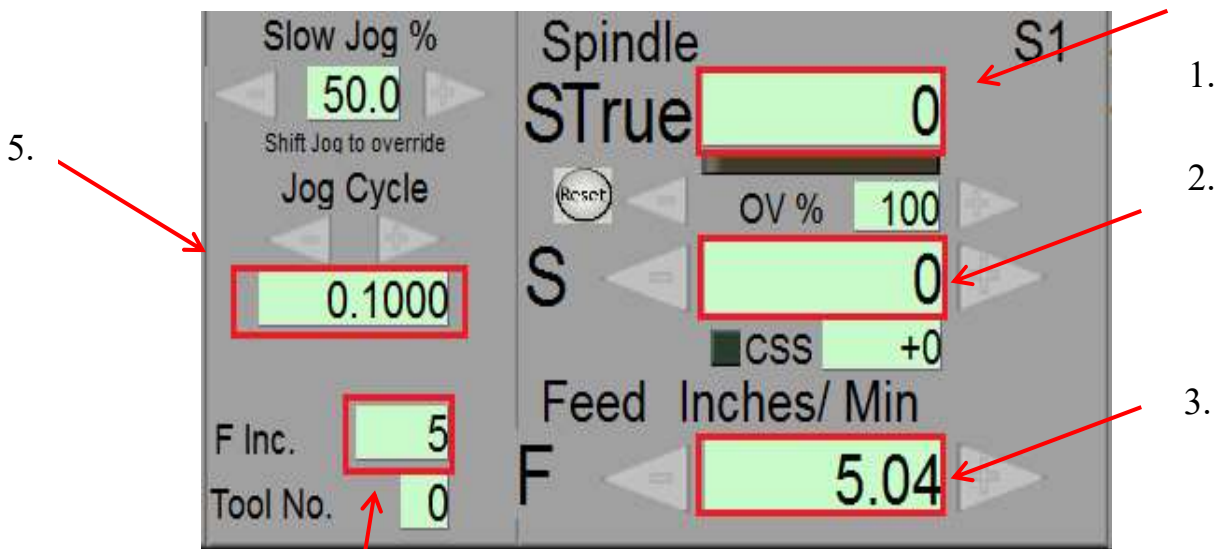 Slow Jog %
50.0
Shift Jog to override
Jog Cycle
0.1000
F Inc. 5
Tool No. 0
5.
Spindle S1
STrue 0
Reset OV % 100
S 0
CSS +0
Feed Inches/ Min
F 5.04
1.
2.
3.